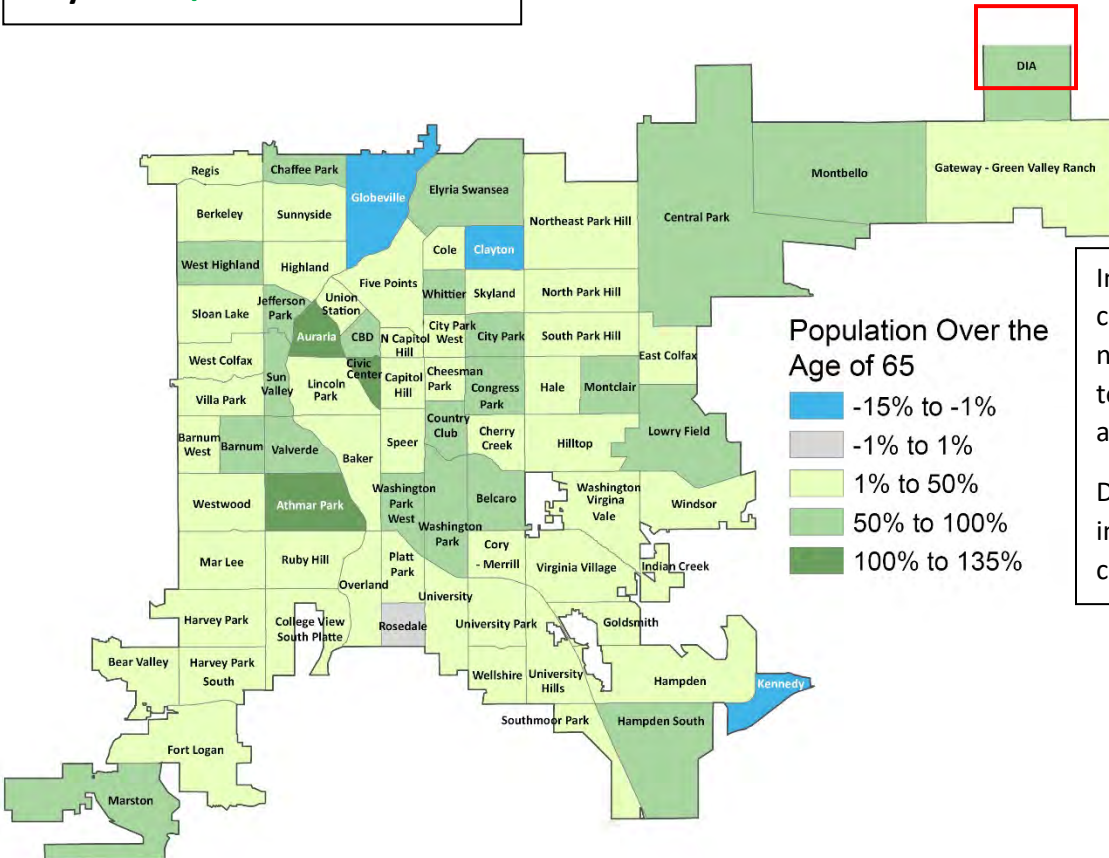 DIA
Regis
Chaffee Park
Globeville
Elyria Swansea
Montbello
Gateway - Green Valley Ranch
Berkeley
Sunnyside
Northeast Park Hill
Central Park
Cole
Clayton
West Highland
Highland
Five Points
Whittier
Skyland
North Park Hill
Sloan Lake
Jefferson
Park
Union
Station
Auraria
CBD
N Capitol
Hill
City Park
West
City Park
South Park Hill
East Colfax
West Colfax
Sun
Valley
Lincoln
Park
Civic
Center
Capitol
Hill
Cheesman
Park
Congress
Park
Hale
Montclair
Villa Park
Barnum
West
Barnum
Valverde
Baker
Speer
Country
Club
Cherry
Creek
Hilltop
Lowry Field
Westwood
Athmar Park
Washington
Park
West
Washington
Park
Belcaro
Washington
Virgina
Vale
Windsor
Mar Lee
Ruby Hill
Overland
Platt
Park
Cory
- Merrill
Virginia Village
Indian Creek
University
Harvey Park
College View
South Platte
Rosedale
University Park
Goldsmith
Bear Valley
Harvey Park
South
Wellshire
University
Hills
Hampden
Kennedy
Southmoor Park
Hampden South
Fort Logan
Marston
Population Over the
Age of 65
-15% to -1%
-1% to 1%
1% to 50%
50% to 100%
100% to 135%